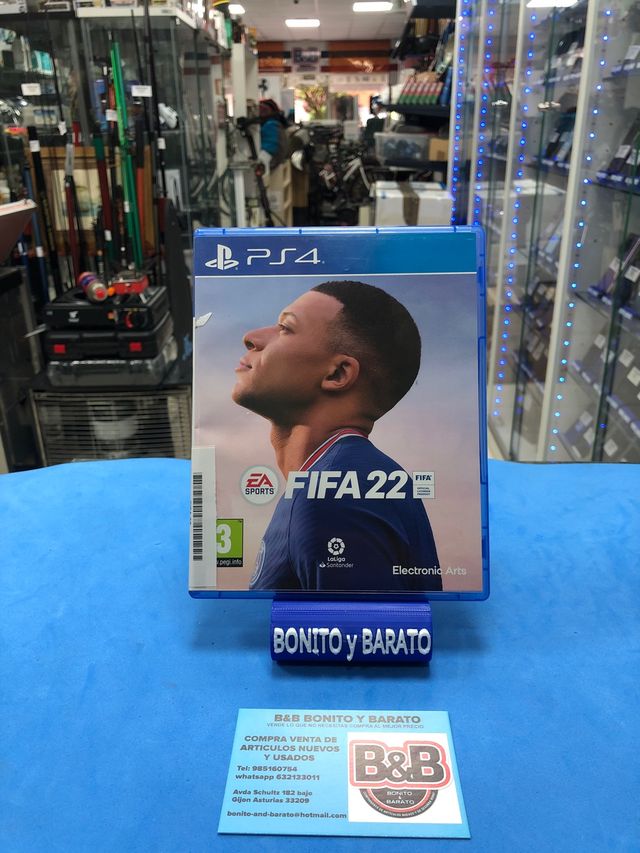 PS4
EA
SPORTS
FIFA 22
FIFA
3
www.pegi.info
LaLiga
Santander
Electronic Arts
BONITO y BARATO
B&B BONITO Y BARATO
VENDE LO QUE NO NECESITAS COMPRA AL MEJOR PRECIO
COMPRA VENTA DE
ARTICULOS NUEVOS
Y USADOS
Tel: 985160754
whatsapp 632133011
Avda Schultz 182 bajo
Gijon Asturias 33209
bonito-and-barato@hotmail.com
B&B
BONITO
&
BARATO